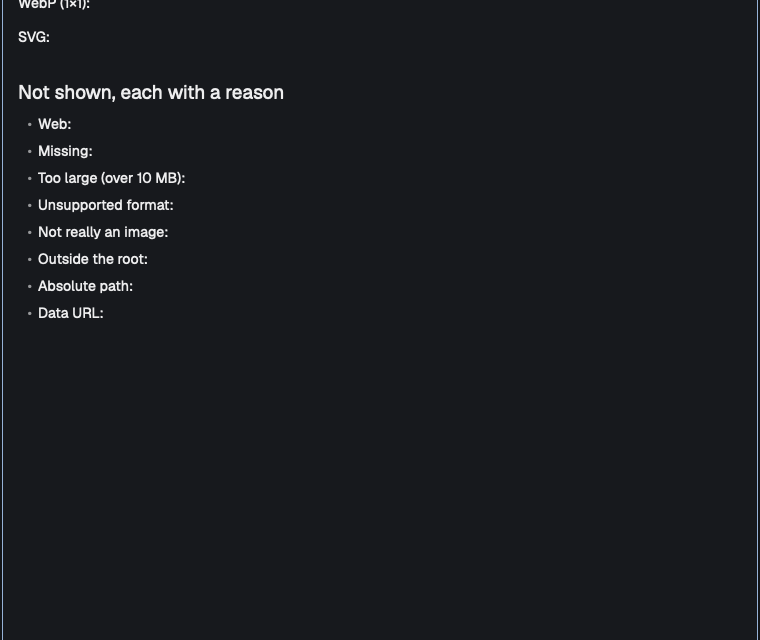 WebP (1×1):
SVG:
Not shown, each with a reason
• Web:
• Missing:
• Too large (over 10 MB):
• Unsupported format:
• Not really an image:
• Outside the root:
• Absolute path:
• Data URL: